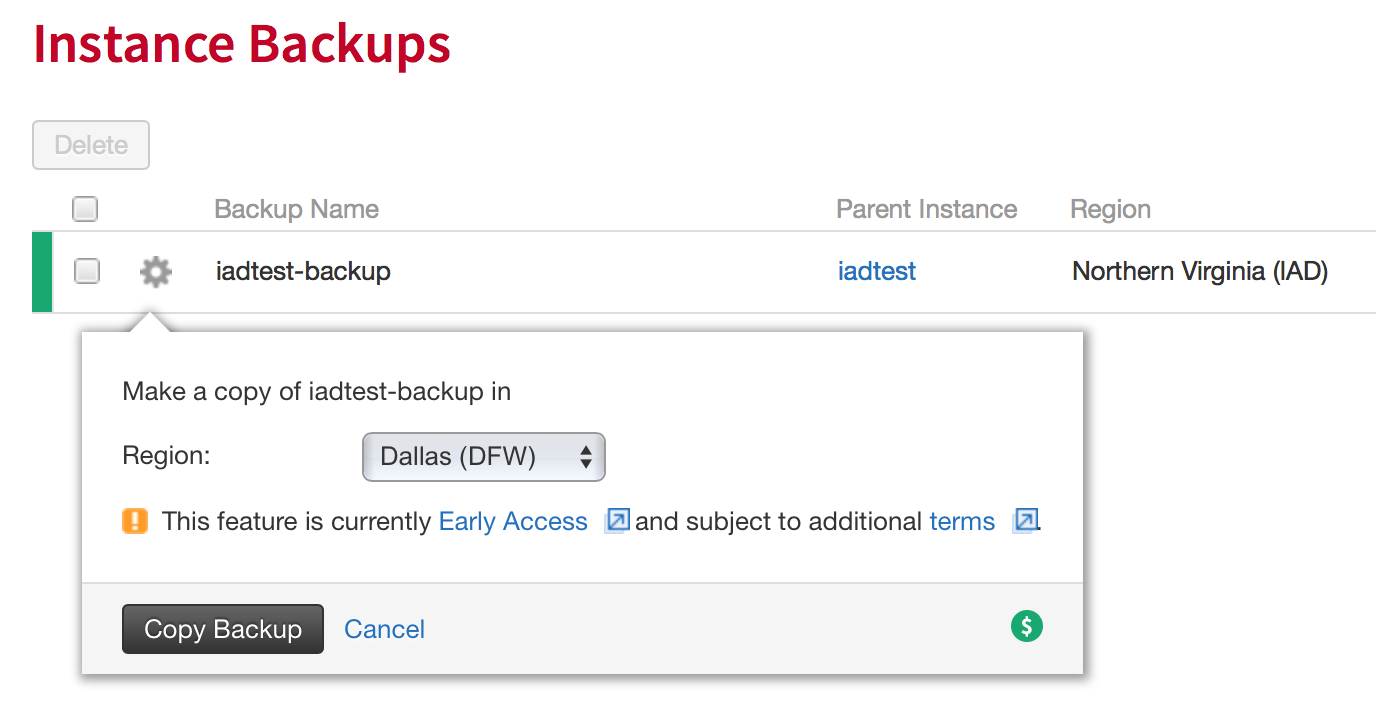 Instance Backups
Delete
Backup Name Parent Instance Region
iadtest-backup iadtest Northern Virginia (IAD)
Make a copy of iadtest-backup in
Region: Dallas (DFW)
! This feature is currently Early Access and subject to additional terms .
Copy Backup Cancel $